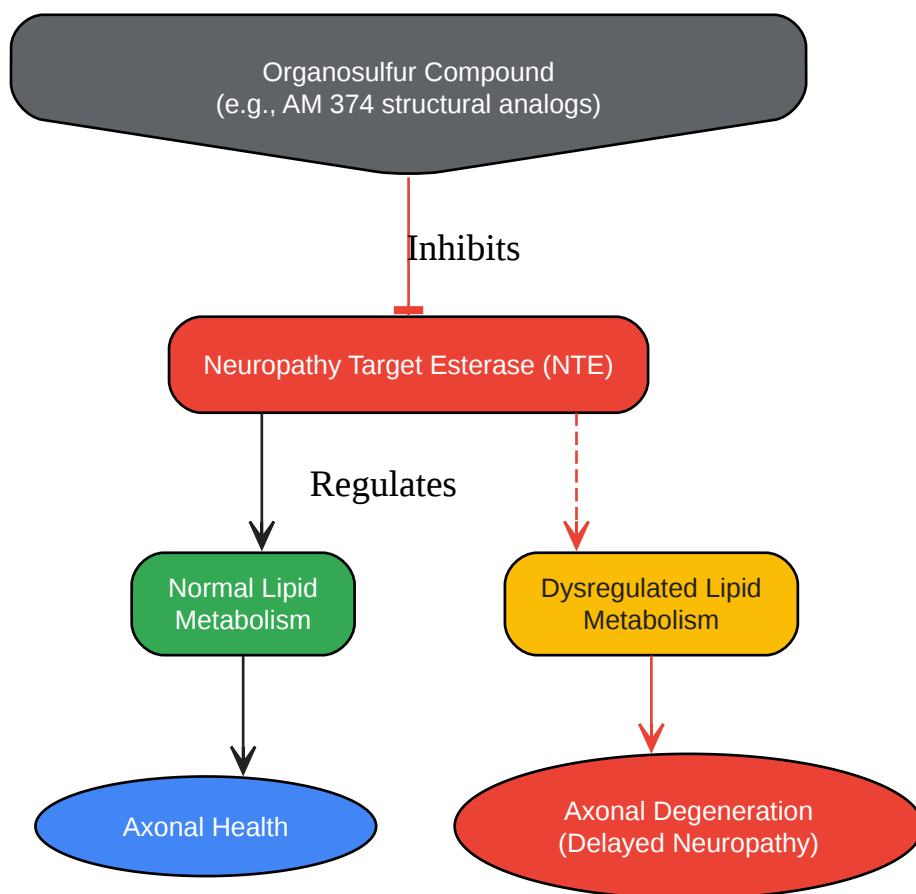 Organosulfur Compound
(e.g., AM 374 structural analogs)
Inhibits
Neuropathy Target Esterase (NTE)
Regulates
Normal Lipid
Metabolism
Dysregulated Lipid
Metabolism
Axonal Health
Axonal Degeneration
(Delayed Neuropathy)